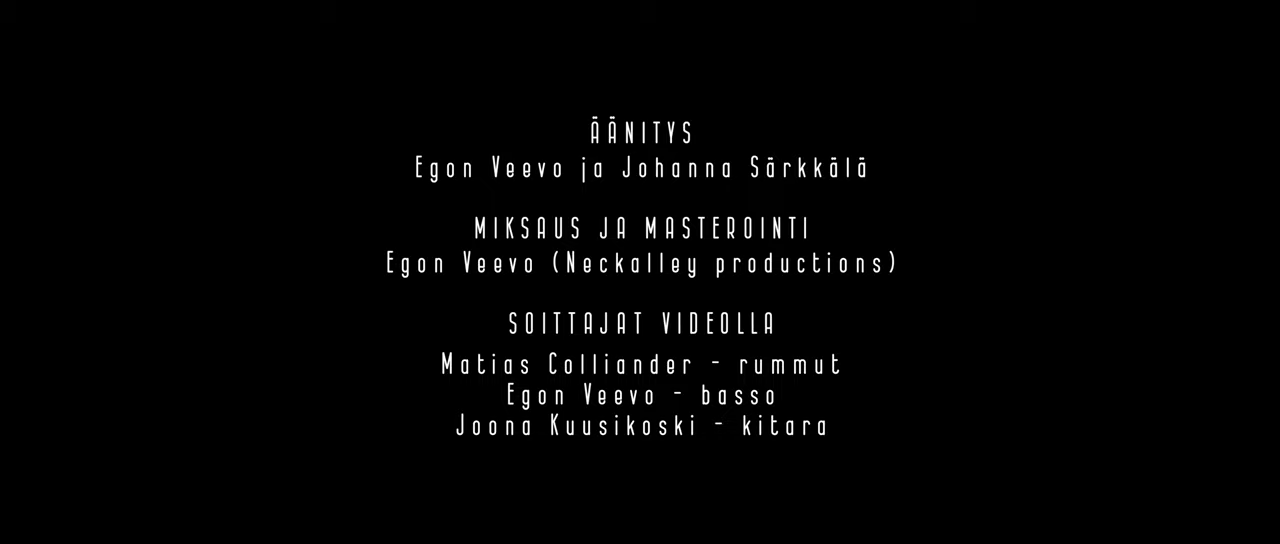 ÄÄNITYS
Egon Veevo ja Johanna Särkkälä
MIKSAUS JA MASTEROINTI
Egon Veevo (Neckalley productions)
SOITTAJAT VIDEOLLA
Matias Colliander - rummut
Egon Veevo - basso
Joona Kuusikoski - kitara